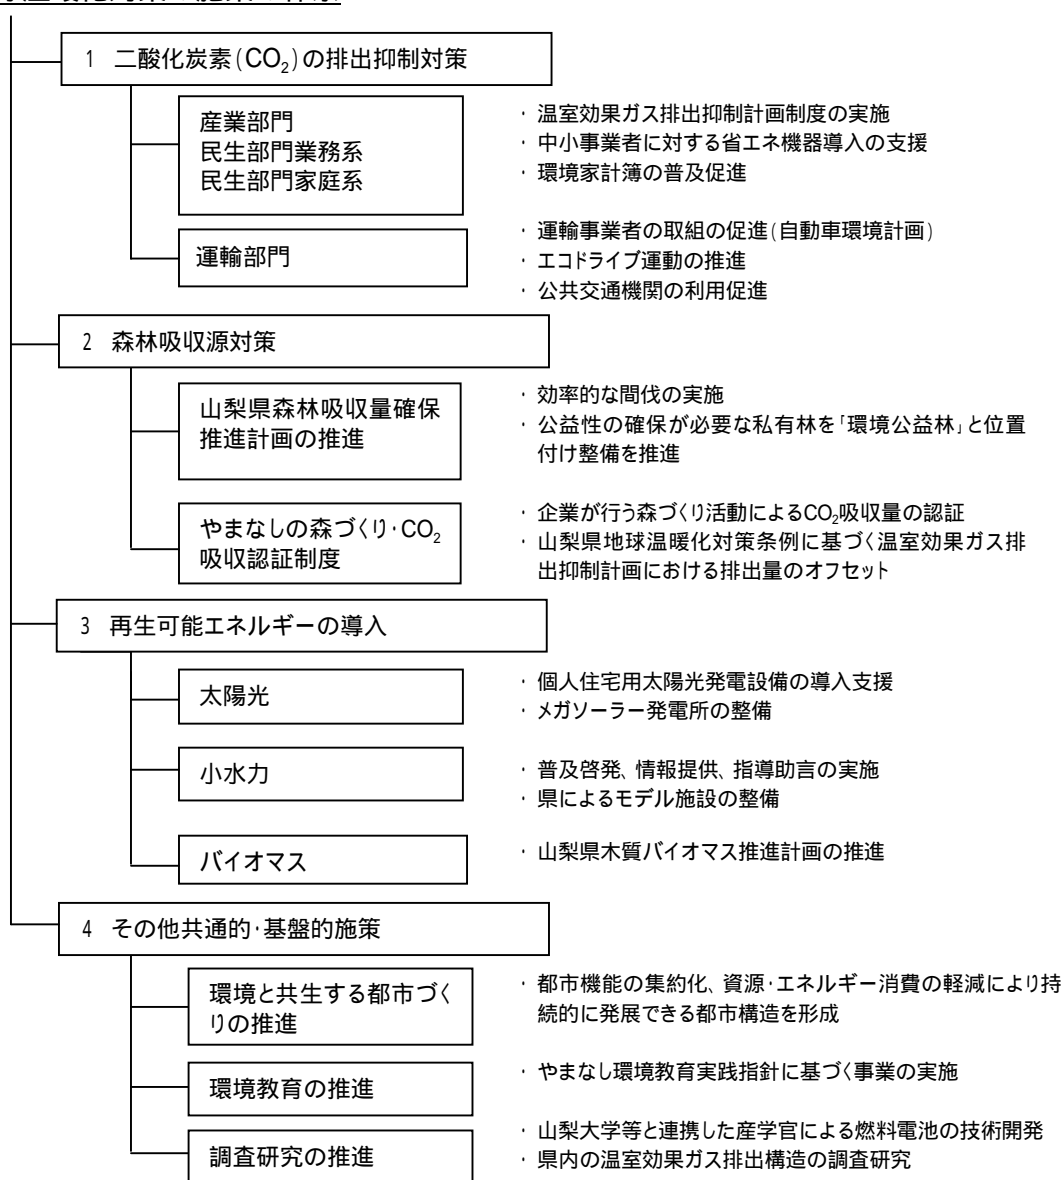 1 二酸化炭素(CO₂)の排出抑制対策
産業部門
民生部門業務系
民生部門家庭系
・温室効果ガス排出抑制計画制度の実施
・中小事業者に対する省エネ機器導入の支援
・環境家計簿の普及促進
運輸部門
・運輸事業者の取組の促進(自動車環境計画)
・エコドライブ運動の推進
・公共交通機関の利用促進
2 森林吸収源対策
山梨県森林吸収量確保
推進計画の推進
・効率的な間伐の実施
・公益性の確保が必要な私有林を「環境公益林」と位置
付け整備を推進
やまなしの森づくり・CO₂
吸収認証制度
・企業が行う森づくり活動によるCO₂吸収量の認証
・山梨県地球温暖化対策条例に基づく温室効果ガス排
出抑制計画における排出量のオフセット
3 再生可能エネルギーの導入
太陽光
・個人住宅用太陽光発電設備の導入支援
・メガソーラー発電所の整備
小水力
・普及啓発、情報提供、指導助言の実施
・県によるモデル施設の整備
バイオマス
・山梨県木質バイオマス推進計画の推進
4 その他共通的・基盤的施策
環境と共生する都市づく
りの推進
・都市機能の集約化、資源・エネルギー消費の軽減により持
続的に発展できる都市構造を形成
環境教育の推進
・やまなし環境教育実践指針に基づく事業の実施
調査研究の推進
・山梨大学等と連携した産学官による燃料電池の技術開発
・県内の温室効果ガス排出構造の調査研究